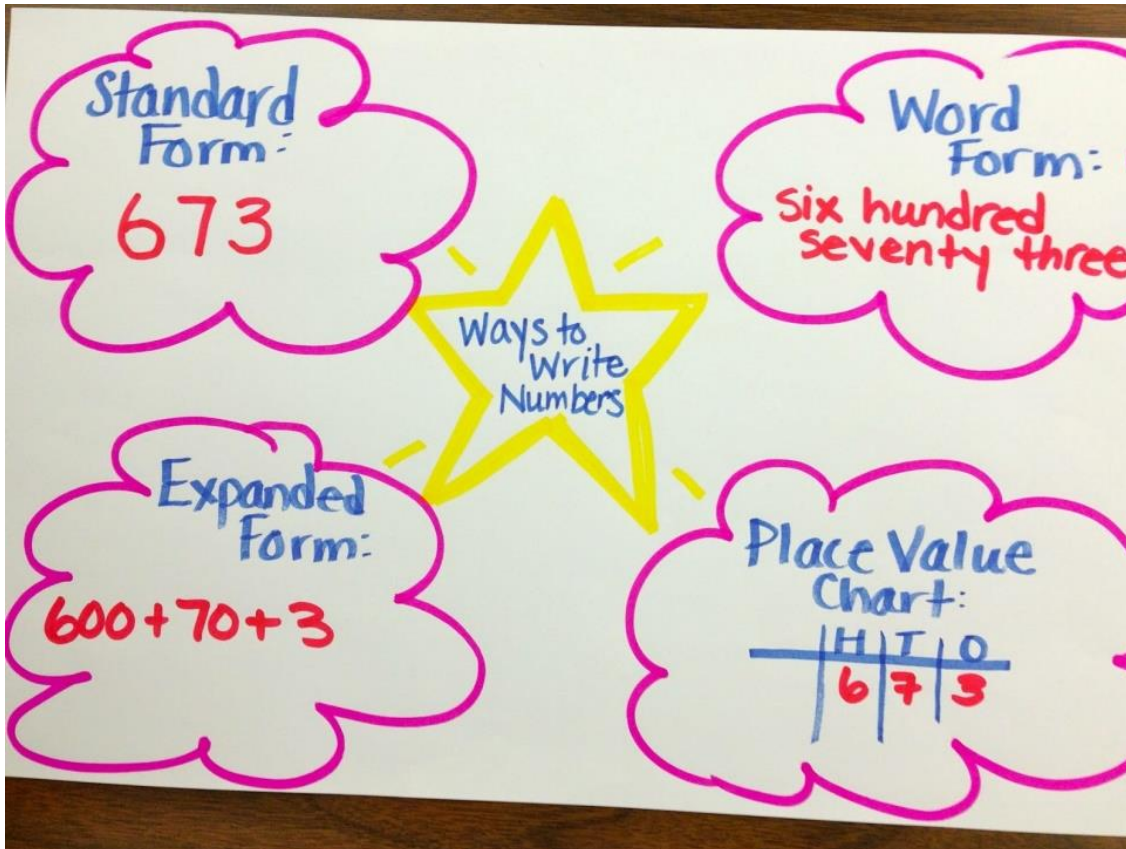 Standard
Form:
673
Word
Form:
six hundred
seventy three
Ways to
Write
Numbers
Expanded
Form:
600+70+3
Place Value
Chart:
H T O
6 7 3